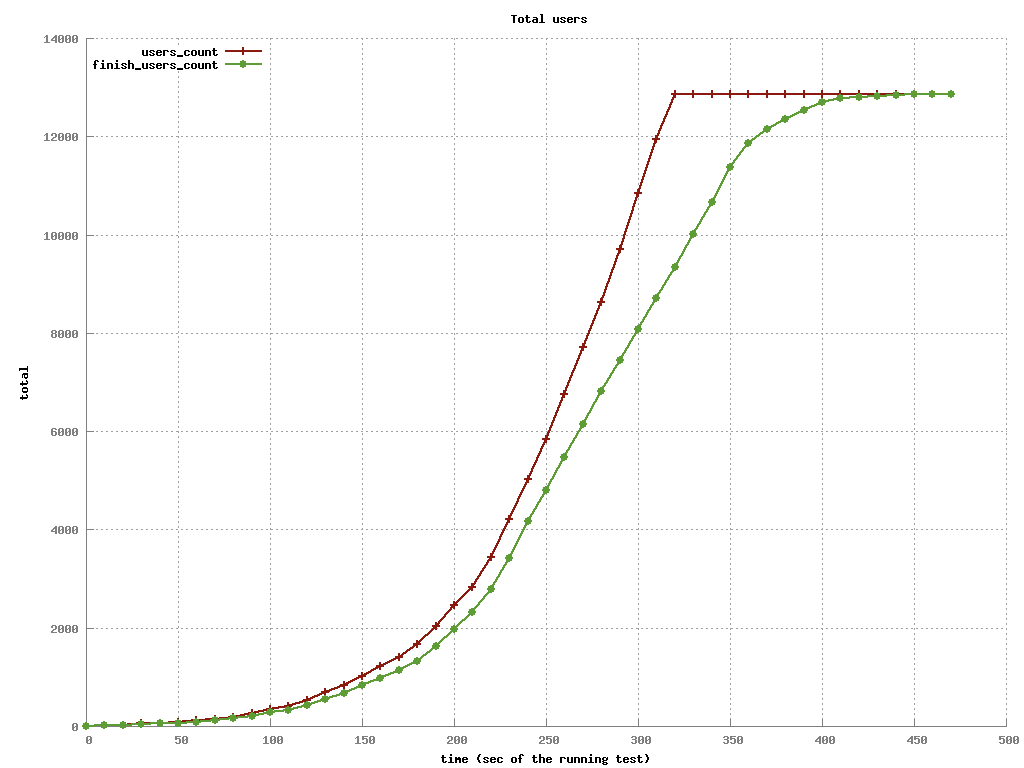 Total users
users_count
finish_users_count
14000
12000
10000
8000
6000
4000
2000
0
total
0 50 100 150 200 250 300 350 400 450 500
time (sec of the running test)